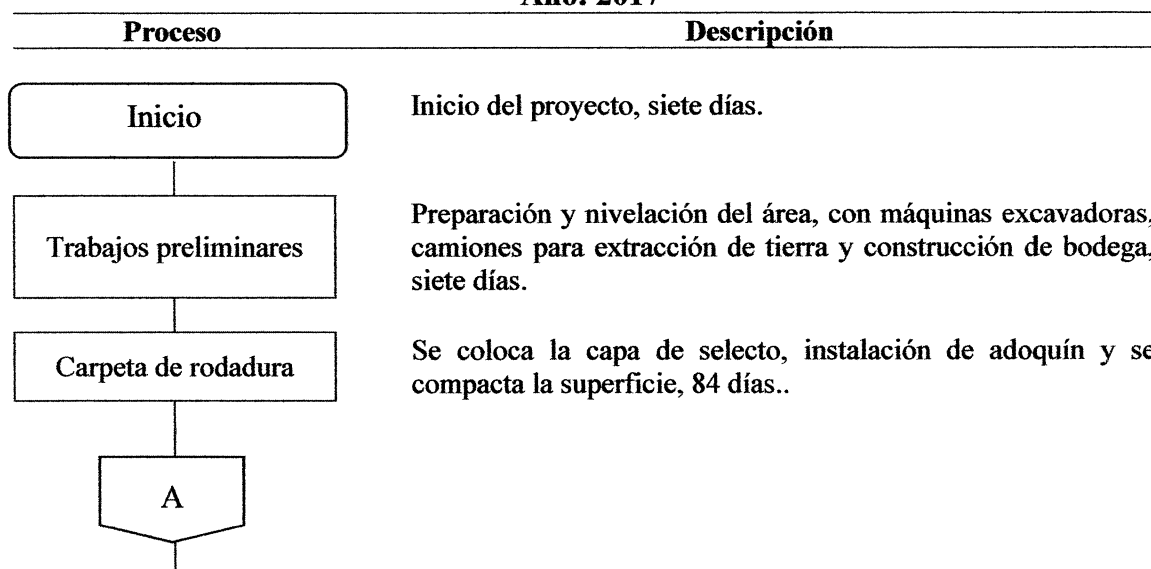 Año: 2017
Proceso Descripción
Inicio
Inicio del proyecto, siete días.
Trabajos preliminares
Preparación y nivelación del área, con máquinas excavadoras,
camiones para extracción de tierra y construcción de bodega,
siete días.
Carpeta de rodadura
Se coloca la capa de selecto, instalación de adoquín y se
compacta la superficie, 84 días..
A